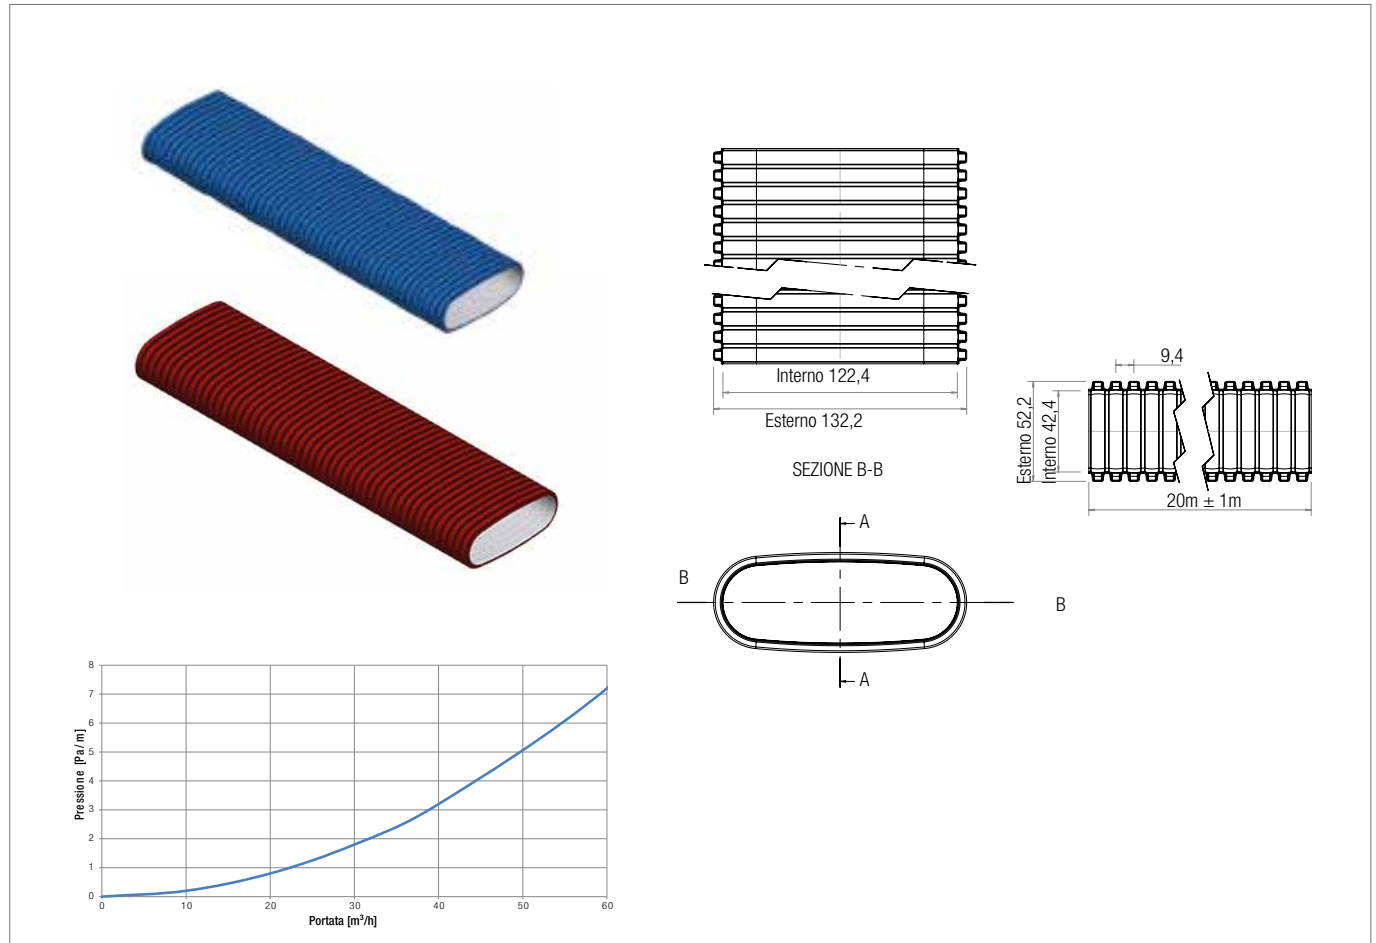 Interno 122,4
Esterno 132,2
SEZIONE B-B
9,4
Esterno 52,2
Interno 42,4
20m ± 1m
A
B
B
A
8
7
6
5
4
3
2
1
0
Pressione [Pa/m]
0 10 20 30 40 50 60
Portata [m³/h]